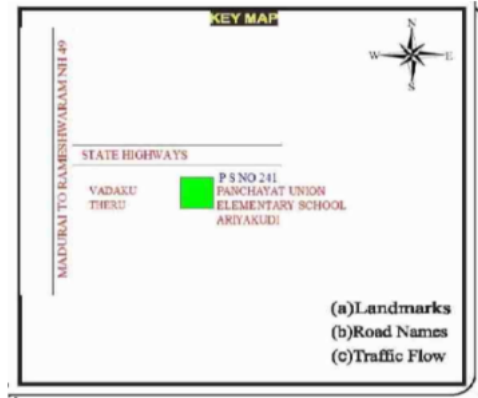 KEY MAP
N
W E
S
MADURAI TO RAMESHWARAM NH 49
STATE HIGHWAYS
VADAKU
THERU
P S NO 241
PANCHAYAT UNION
ELEMENTARY SCHOOL
ARIYAKUDI
(a)Landmarks
(b)Road Names
(c)Traffic Flow